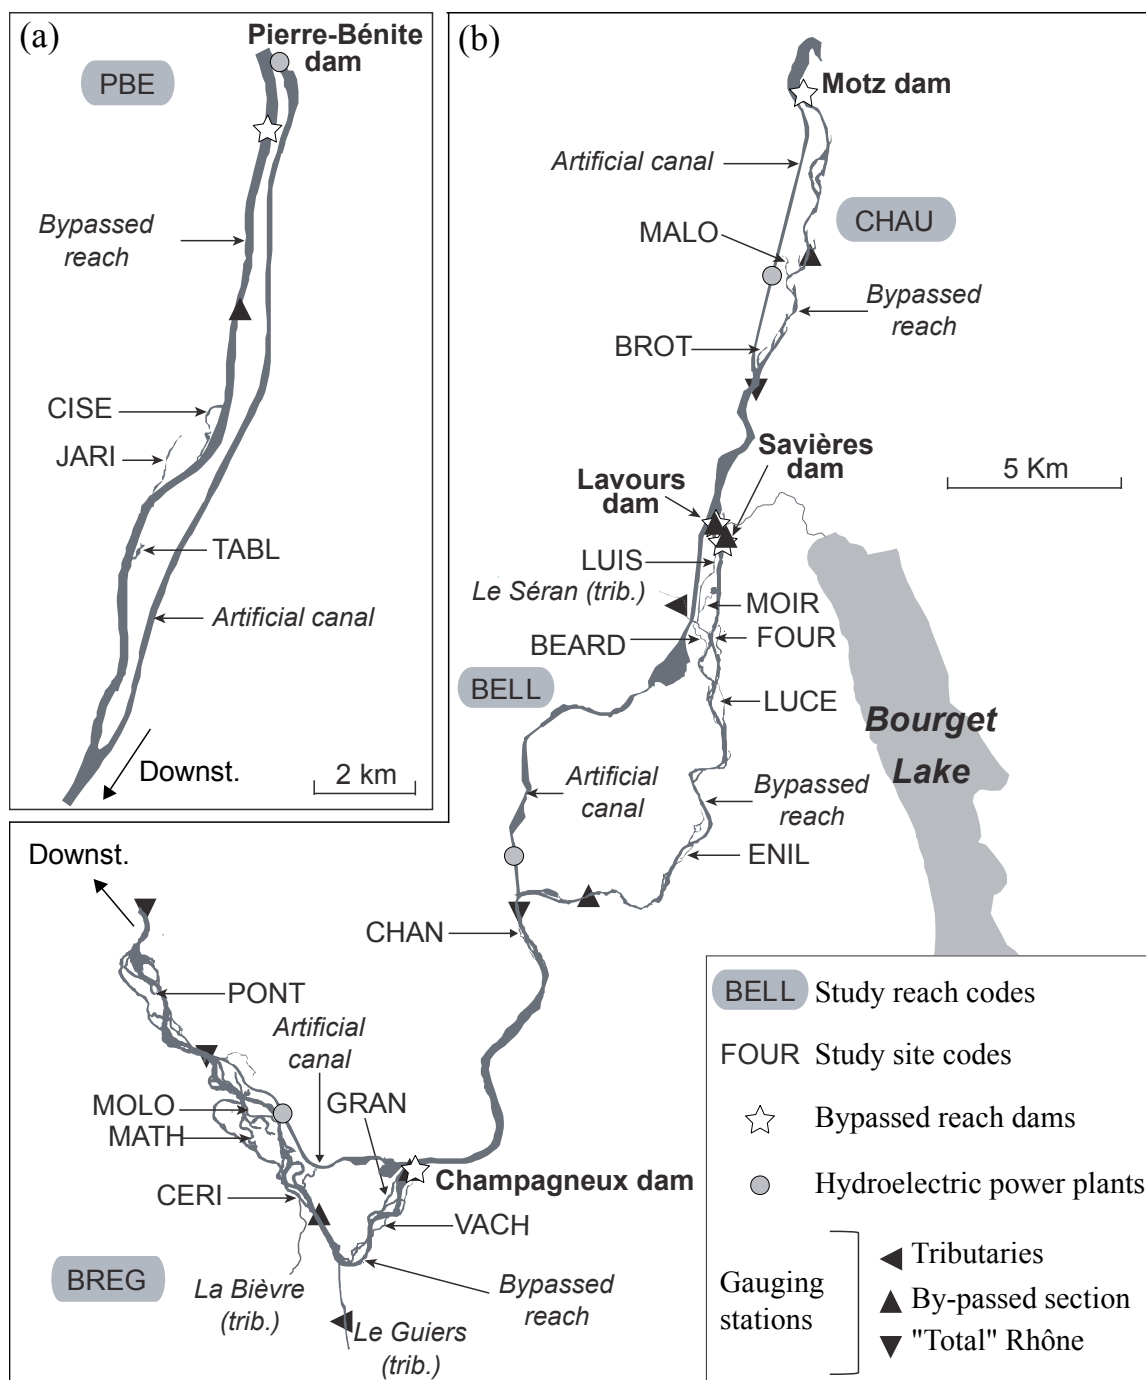 (a)
Pierre-Bénite
dam
PBE
Bypassed
reach
CISE
JARI
TABL
Artificial canal
Downst.
2 km
(b)
Motz dam
Artificial canal
CHAU
MALO
Bypassed
reach
BROT
Savières
dam
5 Km
Lavours
dam
LUIS
Le Séran (trib.)
MOIR
BEARD
FOUR
BELL
LUCE
Bourget
Lake
Artificial
canal
Bypassed
reach
ENIL
Downst.
CHAN
PONT
Artificial
canal
MOLO
GRAN
MATH
CERI
Champagneux dam
VACH
BREG
La Bièvre
(trib.)
Bypassed
reach
Le Guiers
(trib.)
BELL Study reach codes
FOUR Study site codes
Bypassed reach dams
Hydroelectric power plants
Gauging
stations
Tributaries
By-passed section
"Total" Rhône